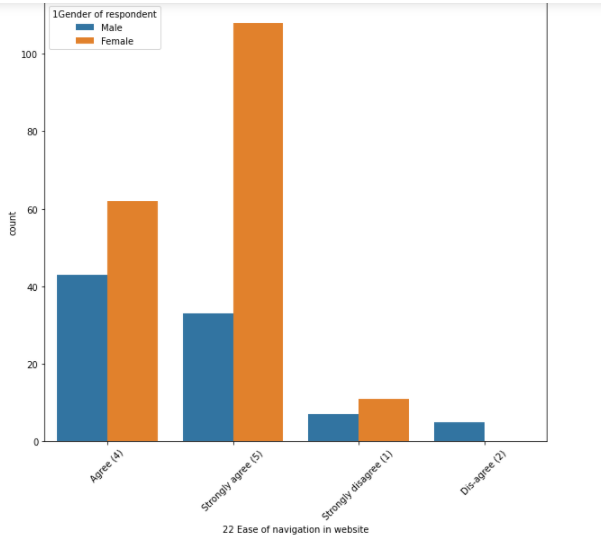 1Gender of respondent
Male
Female
100
80
60
40
20
0
count
Agree (4)
Strongly agree (5)
Strongly disagree (1)
Dis-agree (2)
22 Ease of navigation in website